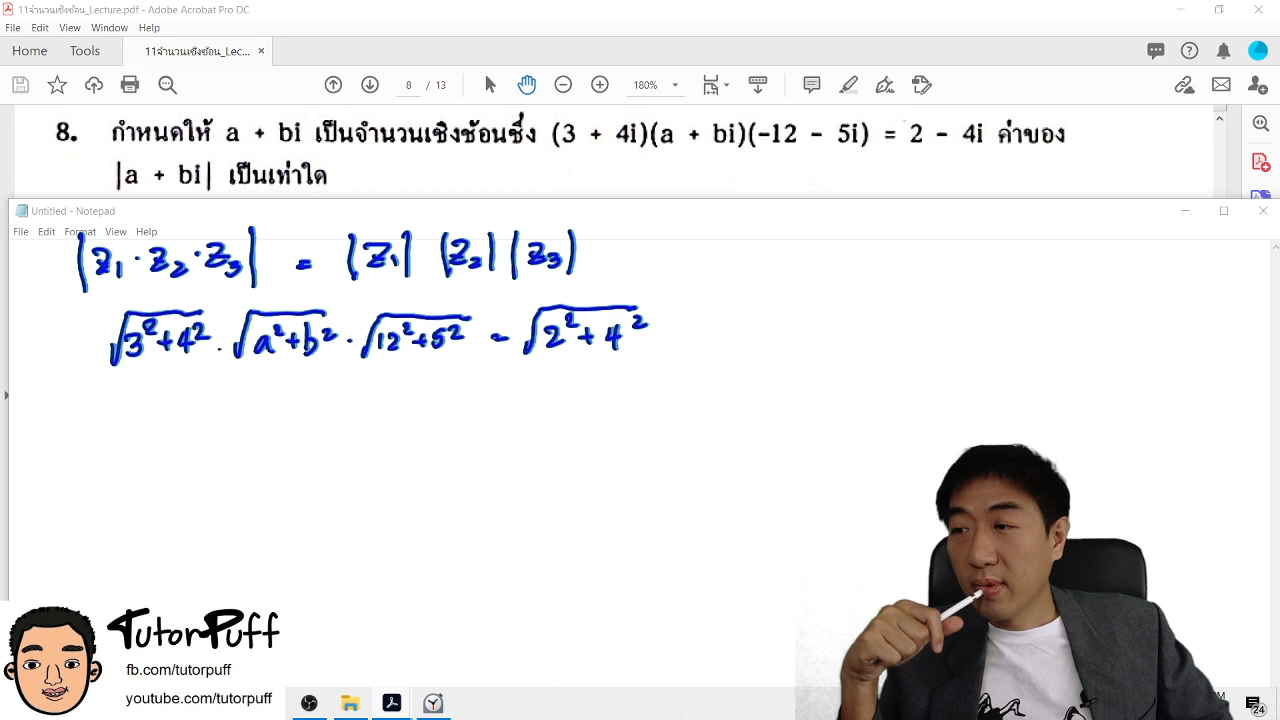 11จำนวนเชิงซ้อน_Lecture.pdf - Adobe Acrobat Pro DC
File Edit View Window Help
Home Tools 11จำนวนเชิงซ้อน_Lec... ×
8 / 13 180%
8. กำหนดให้ a + bi เป็นจำนวนเชิงซ้อนซึ่ง (3 + 4i)(a + bi)(-12 - 5i) = 2 - 4i ค่าของ
|a + bi| เป็นเท่าใด
Untitled - Notepad
File Edit Format View Help
|z₁ · z₂ · z₃| = |z₁| |z₂| |z₃|
√3²+4² · √a²+b² · √12²+5² = √2²+4²
TutorPuff
fb.com/tutorpuff
youtube.com/tutorpuff
24